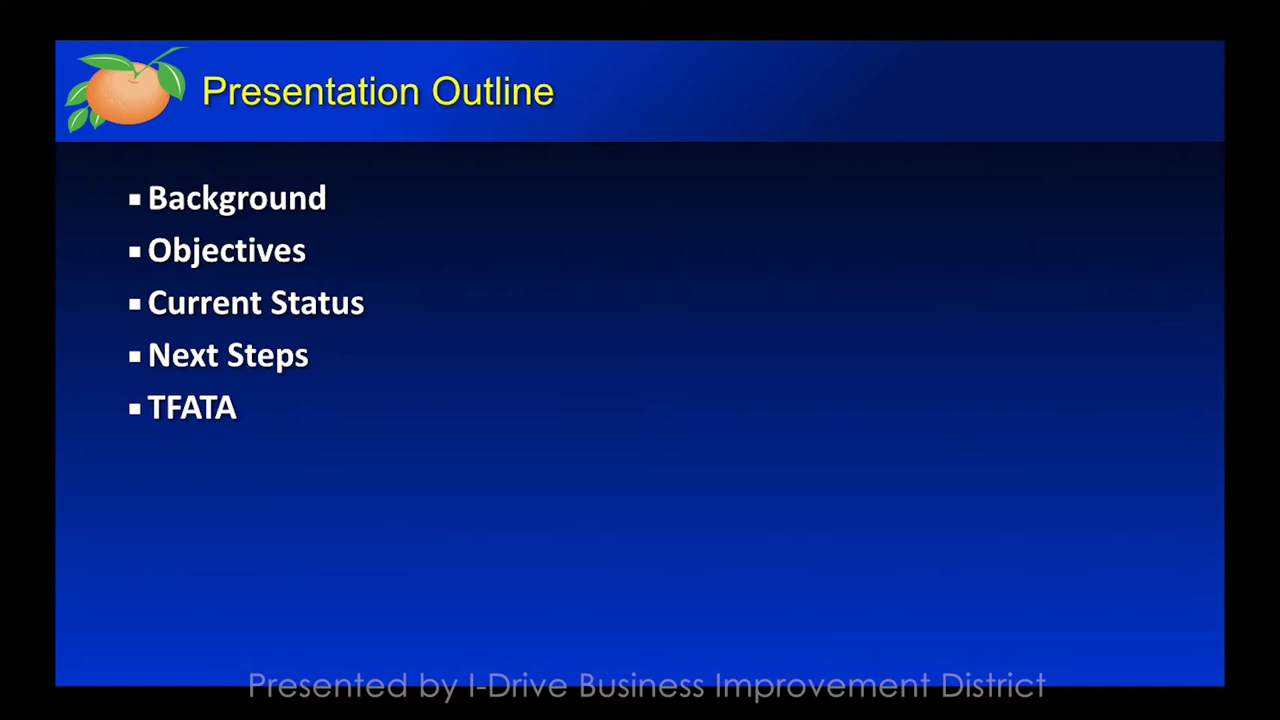 Presentation Outline
▪ Background
▪ Objectives
▪ Current Status
▪ Next Steps
▪ TFATA
Presented by I-Drive Business Improvement District